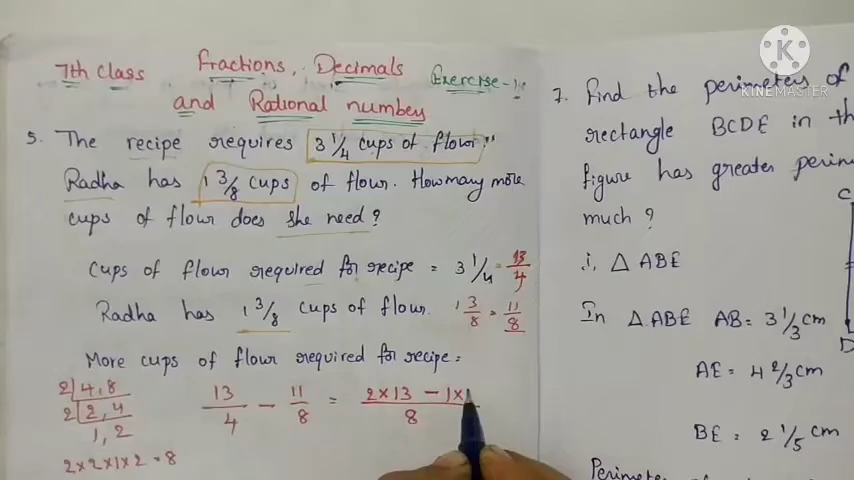 KINEMASTER
7th class Fractions, Decimals Exercise-1
and Rational numbers
5. The recipe requires 3 1/4 cups of flour.
Radha has 1 3/8 cups of flour. How many more
cups of flour does she need?
Cups of flour required for recipe = 3 1/4 = 13/4
Radha has 1 3/8 cups of flour. 1 3/8 = 11/8
More cups of flour required for recipe =
2 | 4, 8
2 | 2, 4
1, 2
2×2×1×2 = 8
13/4 - 11/8 = 2×13 - 1×1 / 8
7. Find the perimeters of
rectangle BCDE in th
figure has greater perim
much?
i, △ ABE
In △ ABE AB = 3 1/3 cm
AE = 4 2/3 cm
BE = 2 1/5 cm
C
D